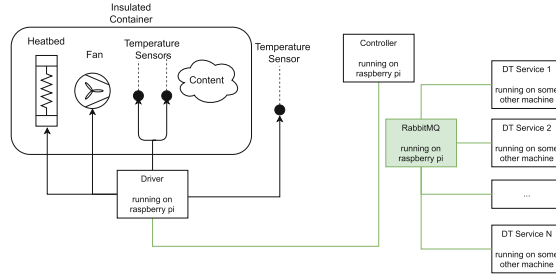 Insulated
Container
Heatbed
Fan
Temperature
Sensors
Content
Temperature
Sensor
Controller
running on
raspberry pi
Driver
running on
raspberry pi
RabbitMQ
running on
raspberry pi
DT Service 1
running on some
other machine
DT Service 2
running on some
other machine
...
DT Service N
running on some
other machine